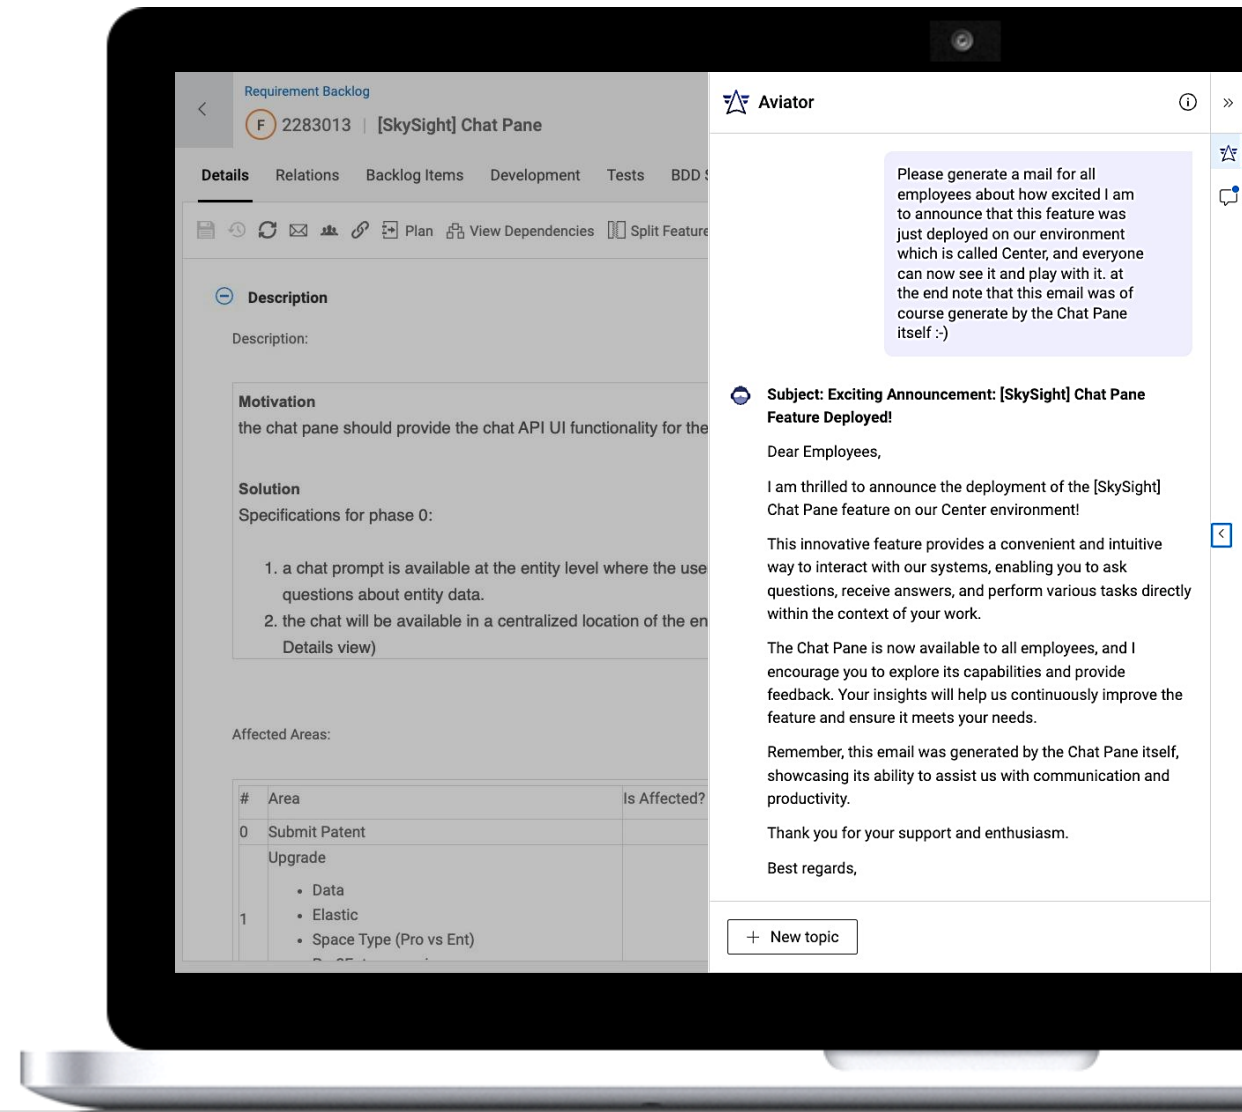 Requirement Backlog
F 2283013 | [SkySight] Chat Pane
Details Relations Backlog Items Development Tests BDD
Plan View Dependencies Split Feature
Description
Description:
Motivation
the chat pane should provide the chat API UI functionality for the
Solution
Specifications for phase 0:
1. a chat prompt is available at the entity level where the use
questions about entity data.
2. the chat will be available in a centralized location of the en
Details view)
Affected Areas:
# Area Is Affected?
0 Submit Patent
Upgrade
• Data
1
• Elastic
• Space Type (Pro vs Ent)
Aviator
Please generate a mail for all
employees about how excited I am
to announce that this feature was
just deployed on our environment
which is called Center, and everyone
can now see it and play with it. at
the end note that this email was of
course generate by the Chat Pane
itself :-)
Subject: Exciting Announcement: [SkySight] Chat Pane
Feature Deployed!
Dear Employees,
I am thrilled to announce the deployment of the [SkySight]
Chat Pane feature on our Center environment!
This innovative feature provides a convenient and intuitive
way to interact with our systems, enabling you to ask
questions, receive answers, and perform various tasks directly
within the context of your work.
The Chat Pane is now available to all employees, and I
encourage you to explore its capabilities and provide
feedback. Your insights will help us continuously improve the
feature and ensure it meets your needs.
Remember, this email was generated by the Chat Pane itself,
showcasing its ability to assist us with communication and
productivity.
Thank you for your support and enthusiasm.
Best regards,
+ New topic